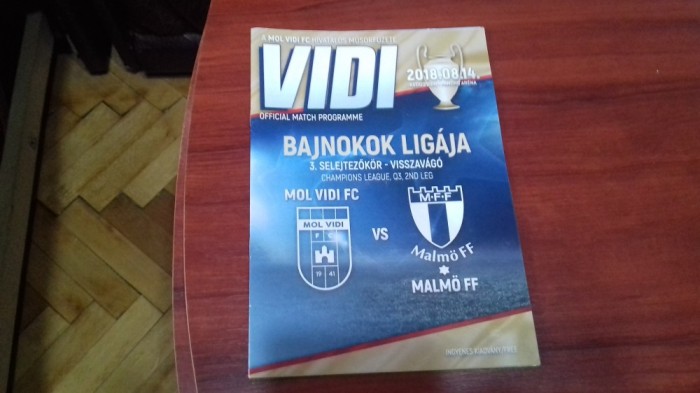 A MOL VIDI FC HIVATALOS MŰSORFÜZETE
VIDI
2018.08.14.
OFFICIAL MATCH PROGRAMME
BAJNOKOK LIGÁJA
3. SELEJTEZŐKÖR - VISSZAVÁGÓ
CHAMPIONS LEAGUE, Q3, 2ND LEG
MOL VIDI FC
MOL VIDI
F C
19 41
VS
M.F.F
Malmö FF
MALMÖ FF
INGYENES KIADVÁNY/FREE